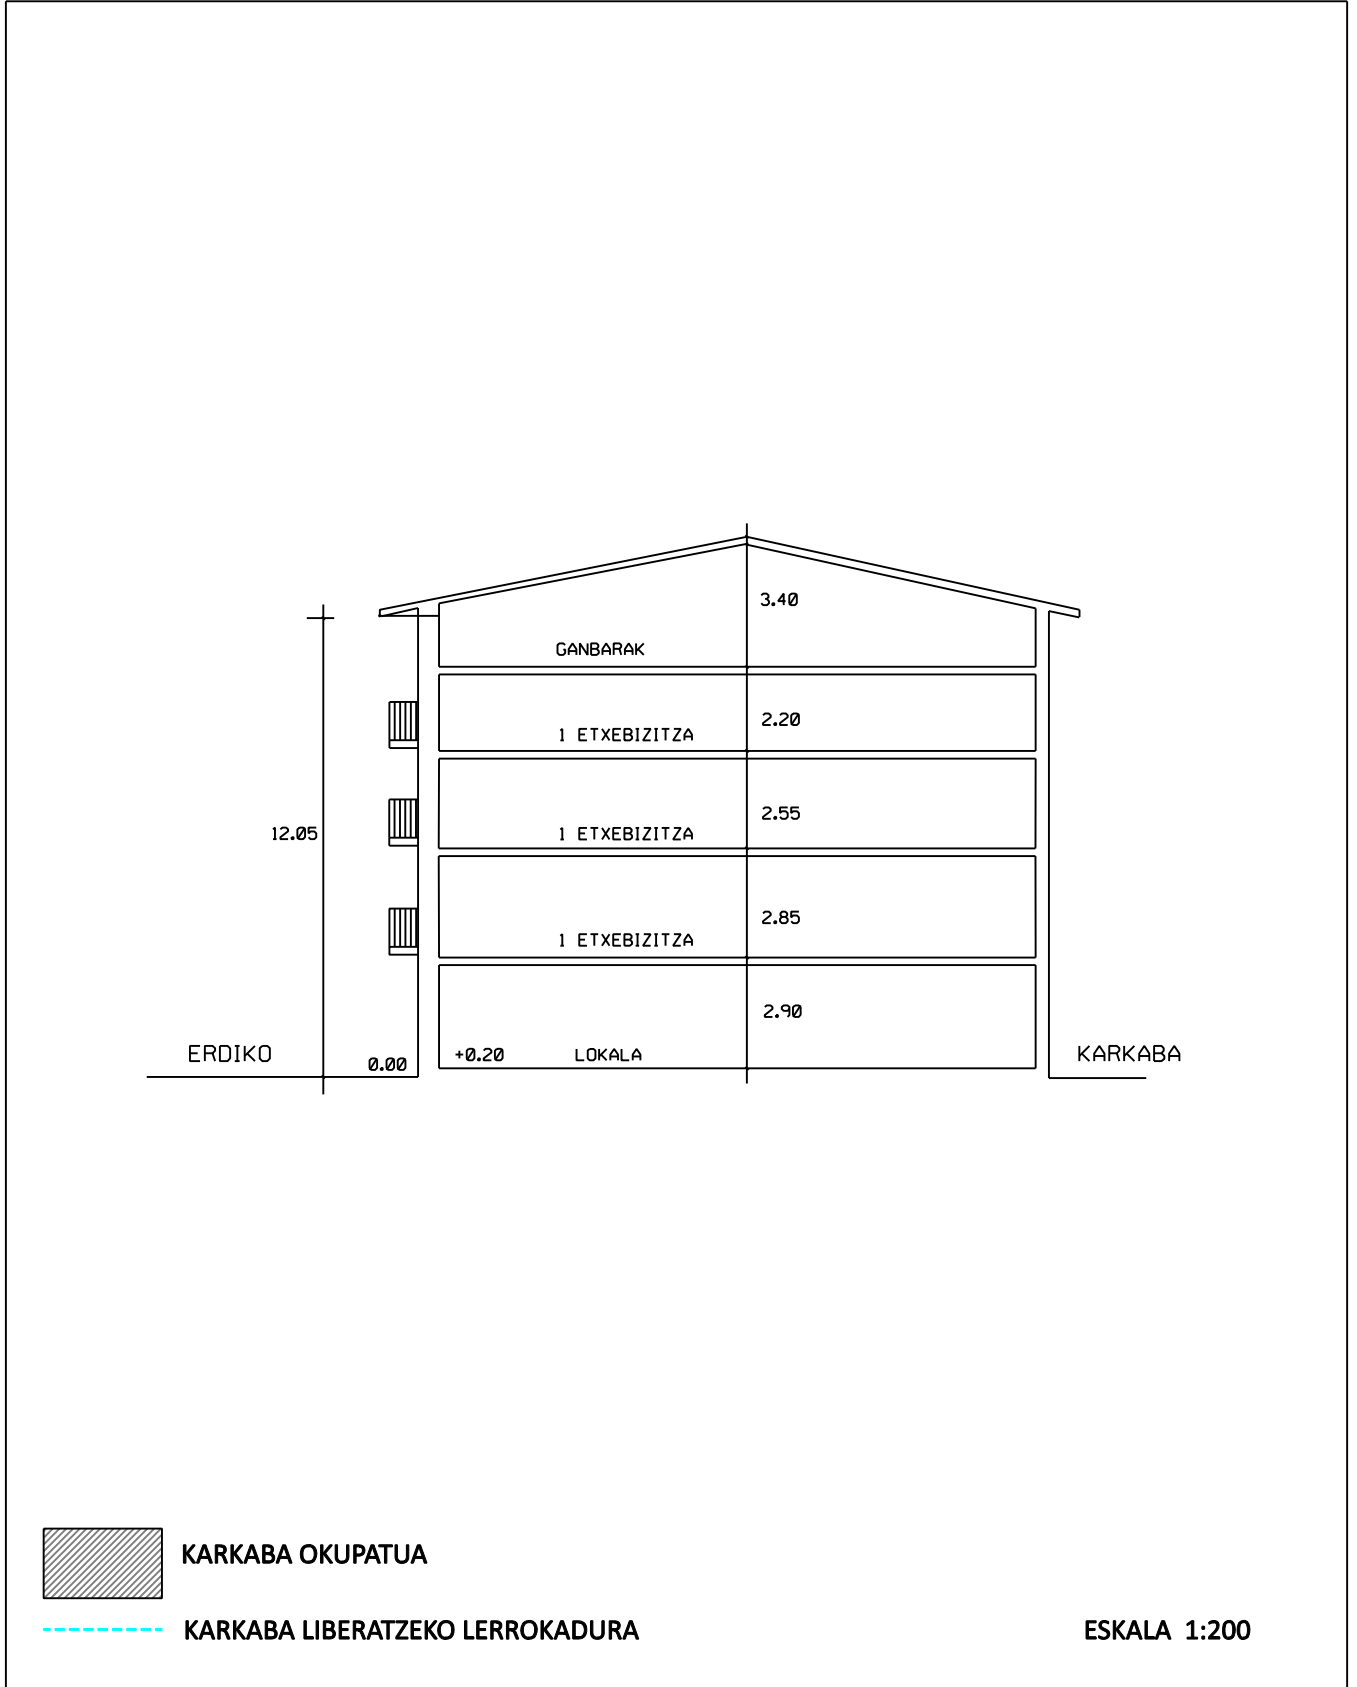 3.40
GANBARAK
2.20
1 ETXEBIZITZA
2.55
12.05
1 ETXEBIZITZA
2.85
1 ETXEBIZITZA
2.90
ERDIKO
0.00
+0.20
LOKALA
KARKABA
KARKABA OKUPATUA
KARKABA LIBERATZEKO LERROKADURA
ESKALA 1:200